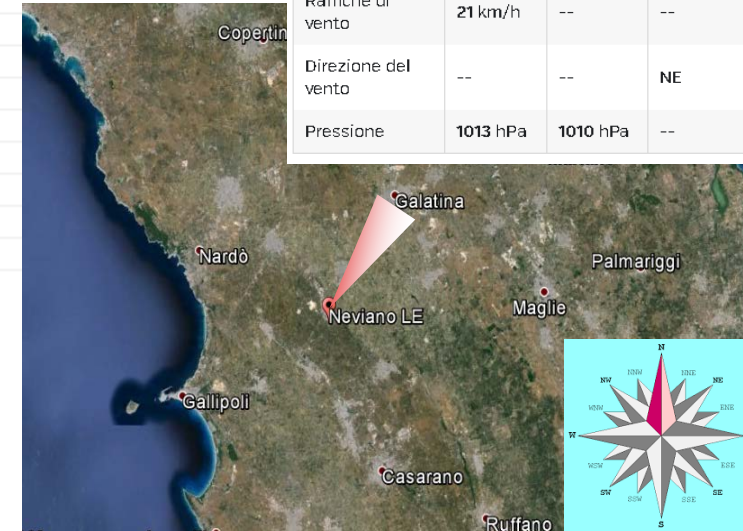 Raffiche di
vento
21 km/h
--
--
Direzione del
vento
--
--
NE
Pressione
1013 hPa
1010 hPa
--
Copertin
Galatina
Nardò
Palmariggi
Neviano LE
Maglie
Gallipoli
Casarano
Ruffano
N
NNW
NNE
NW
NE
WNW
ENE
W
WSW
ESE
SW
SE
SSW
SSE
S